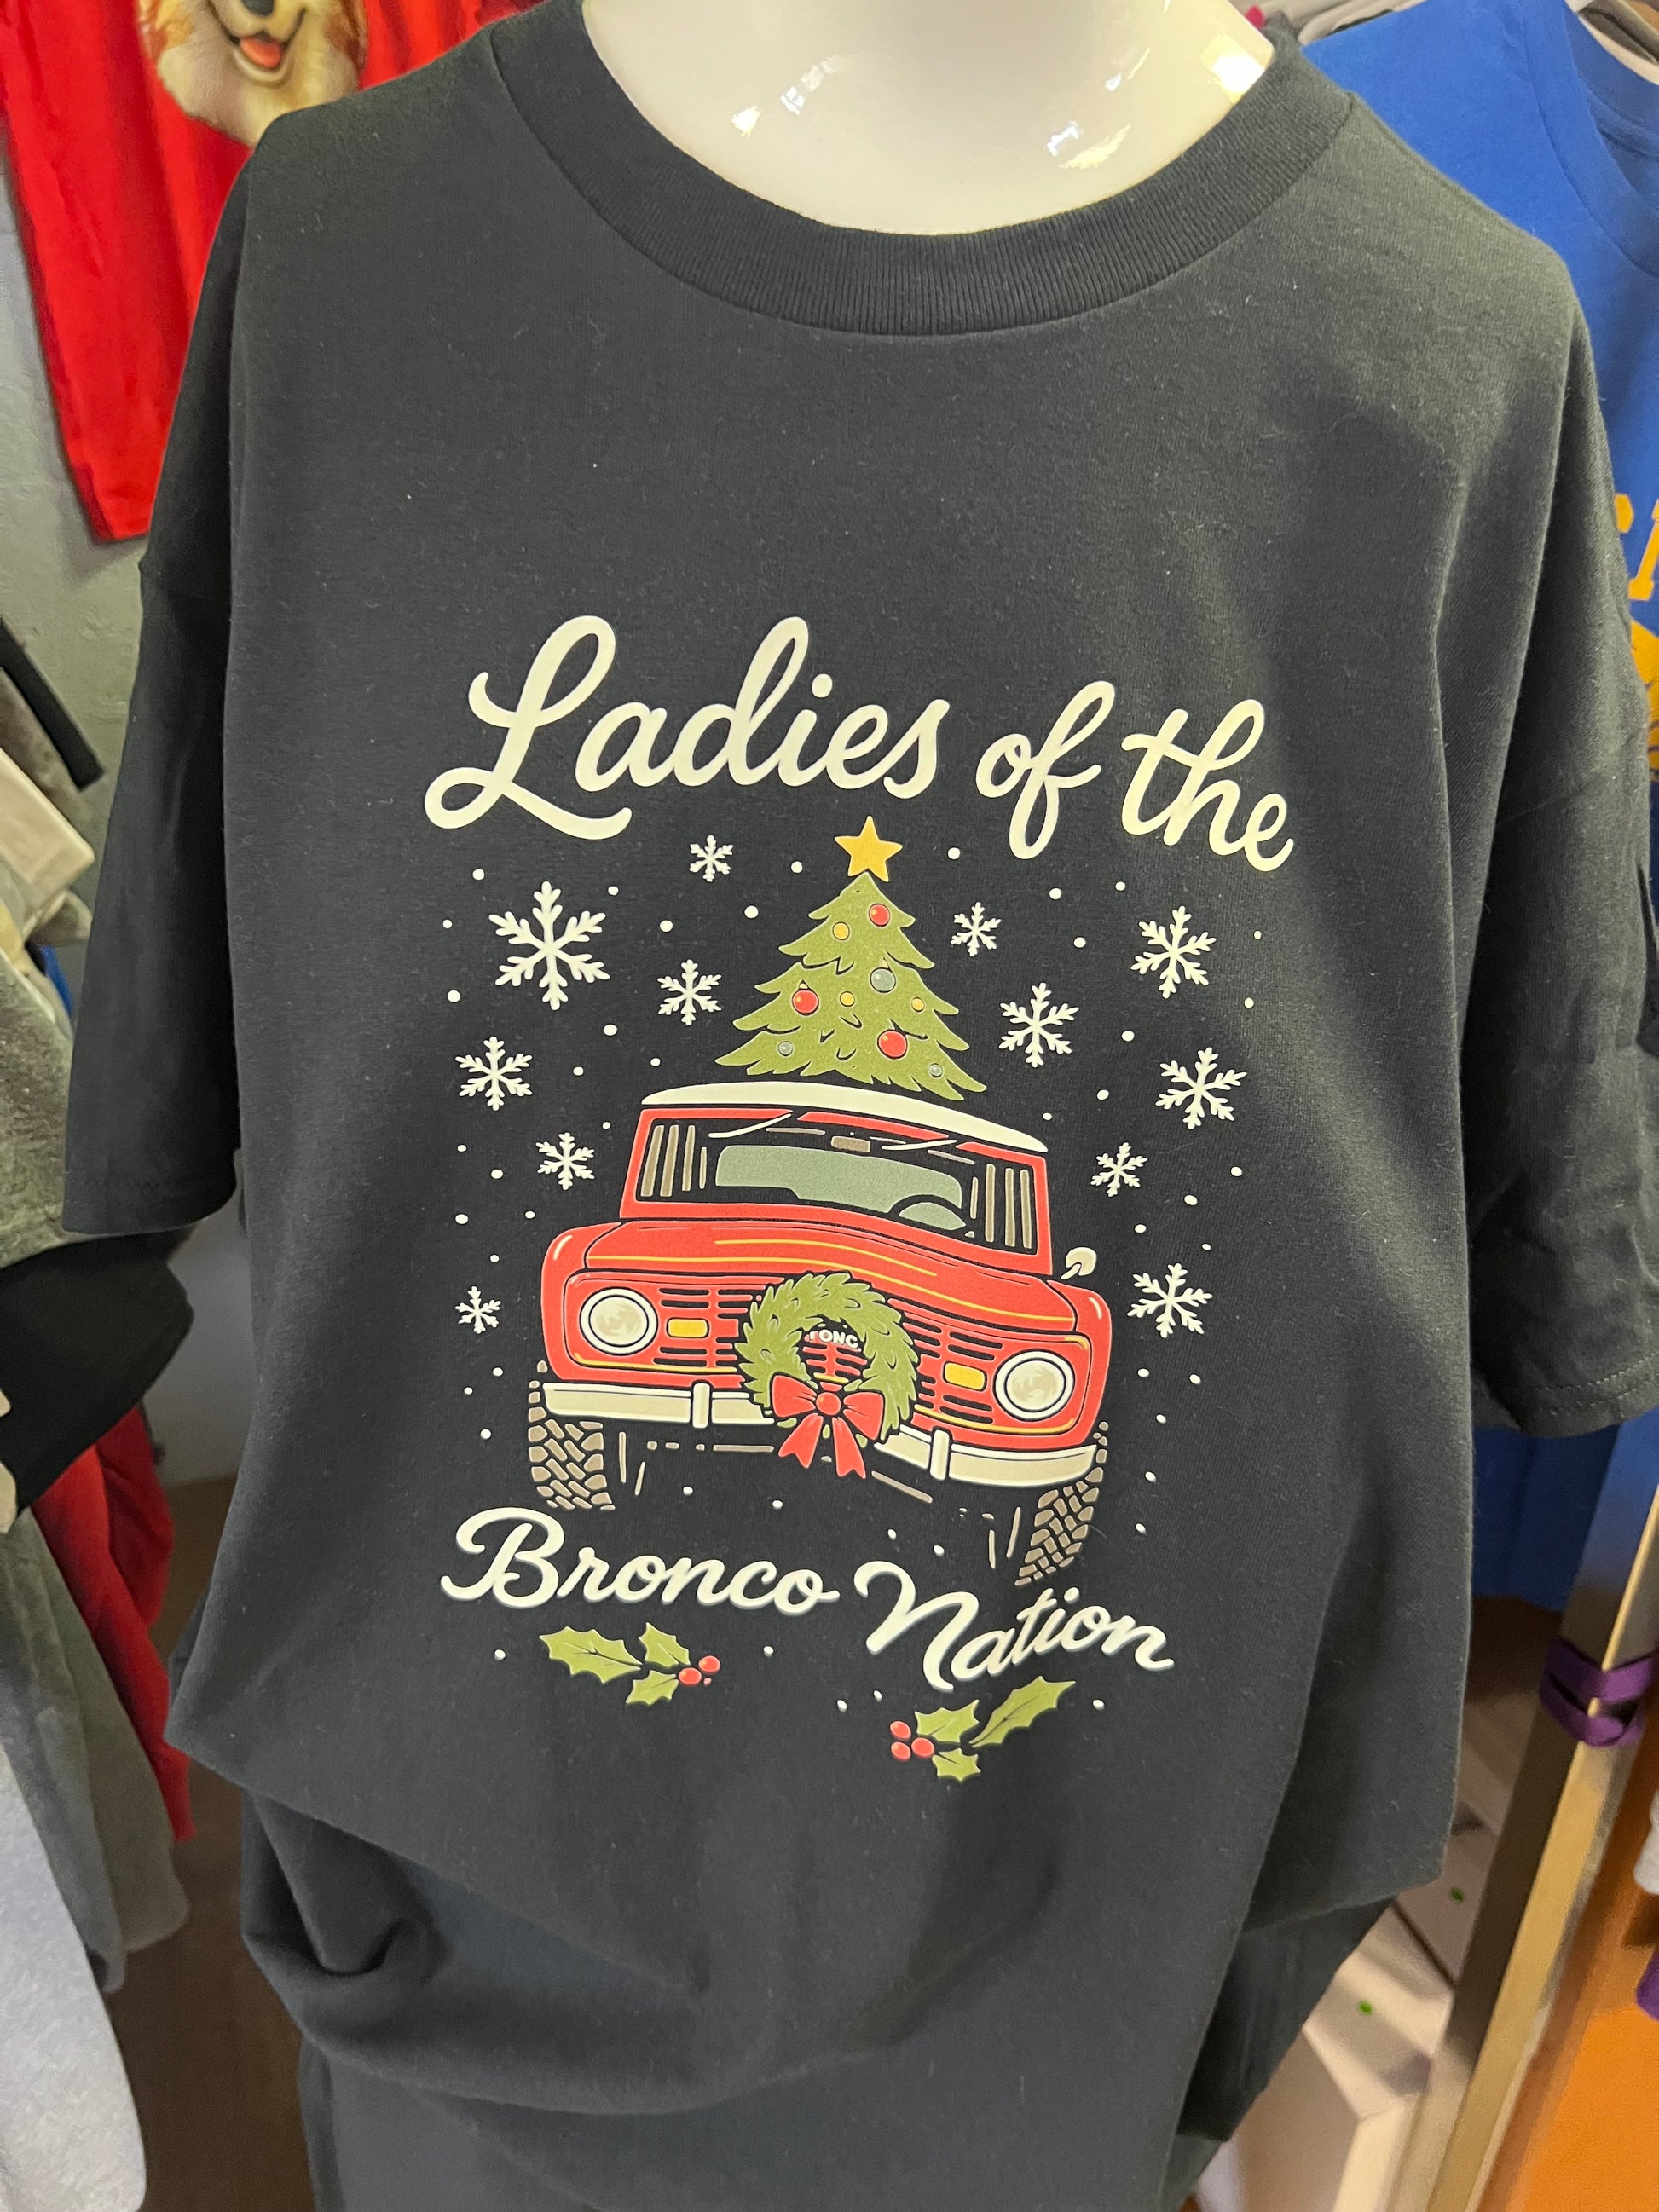 Ladies of the
Bronco Nation